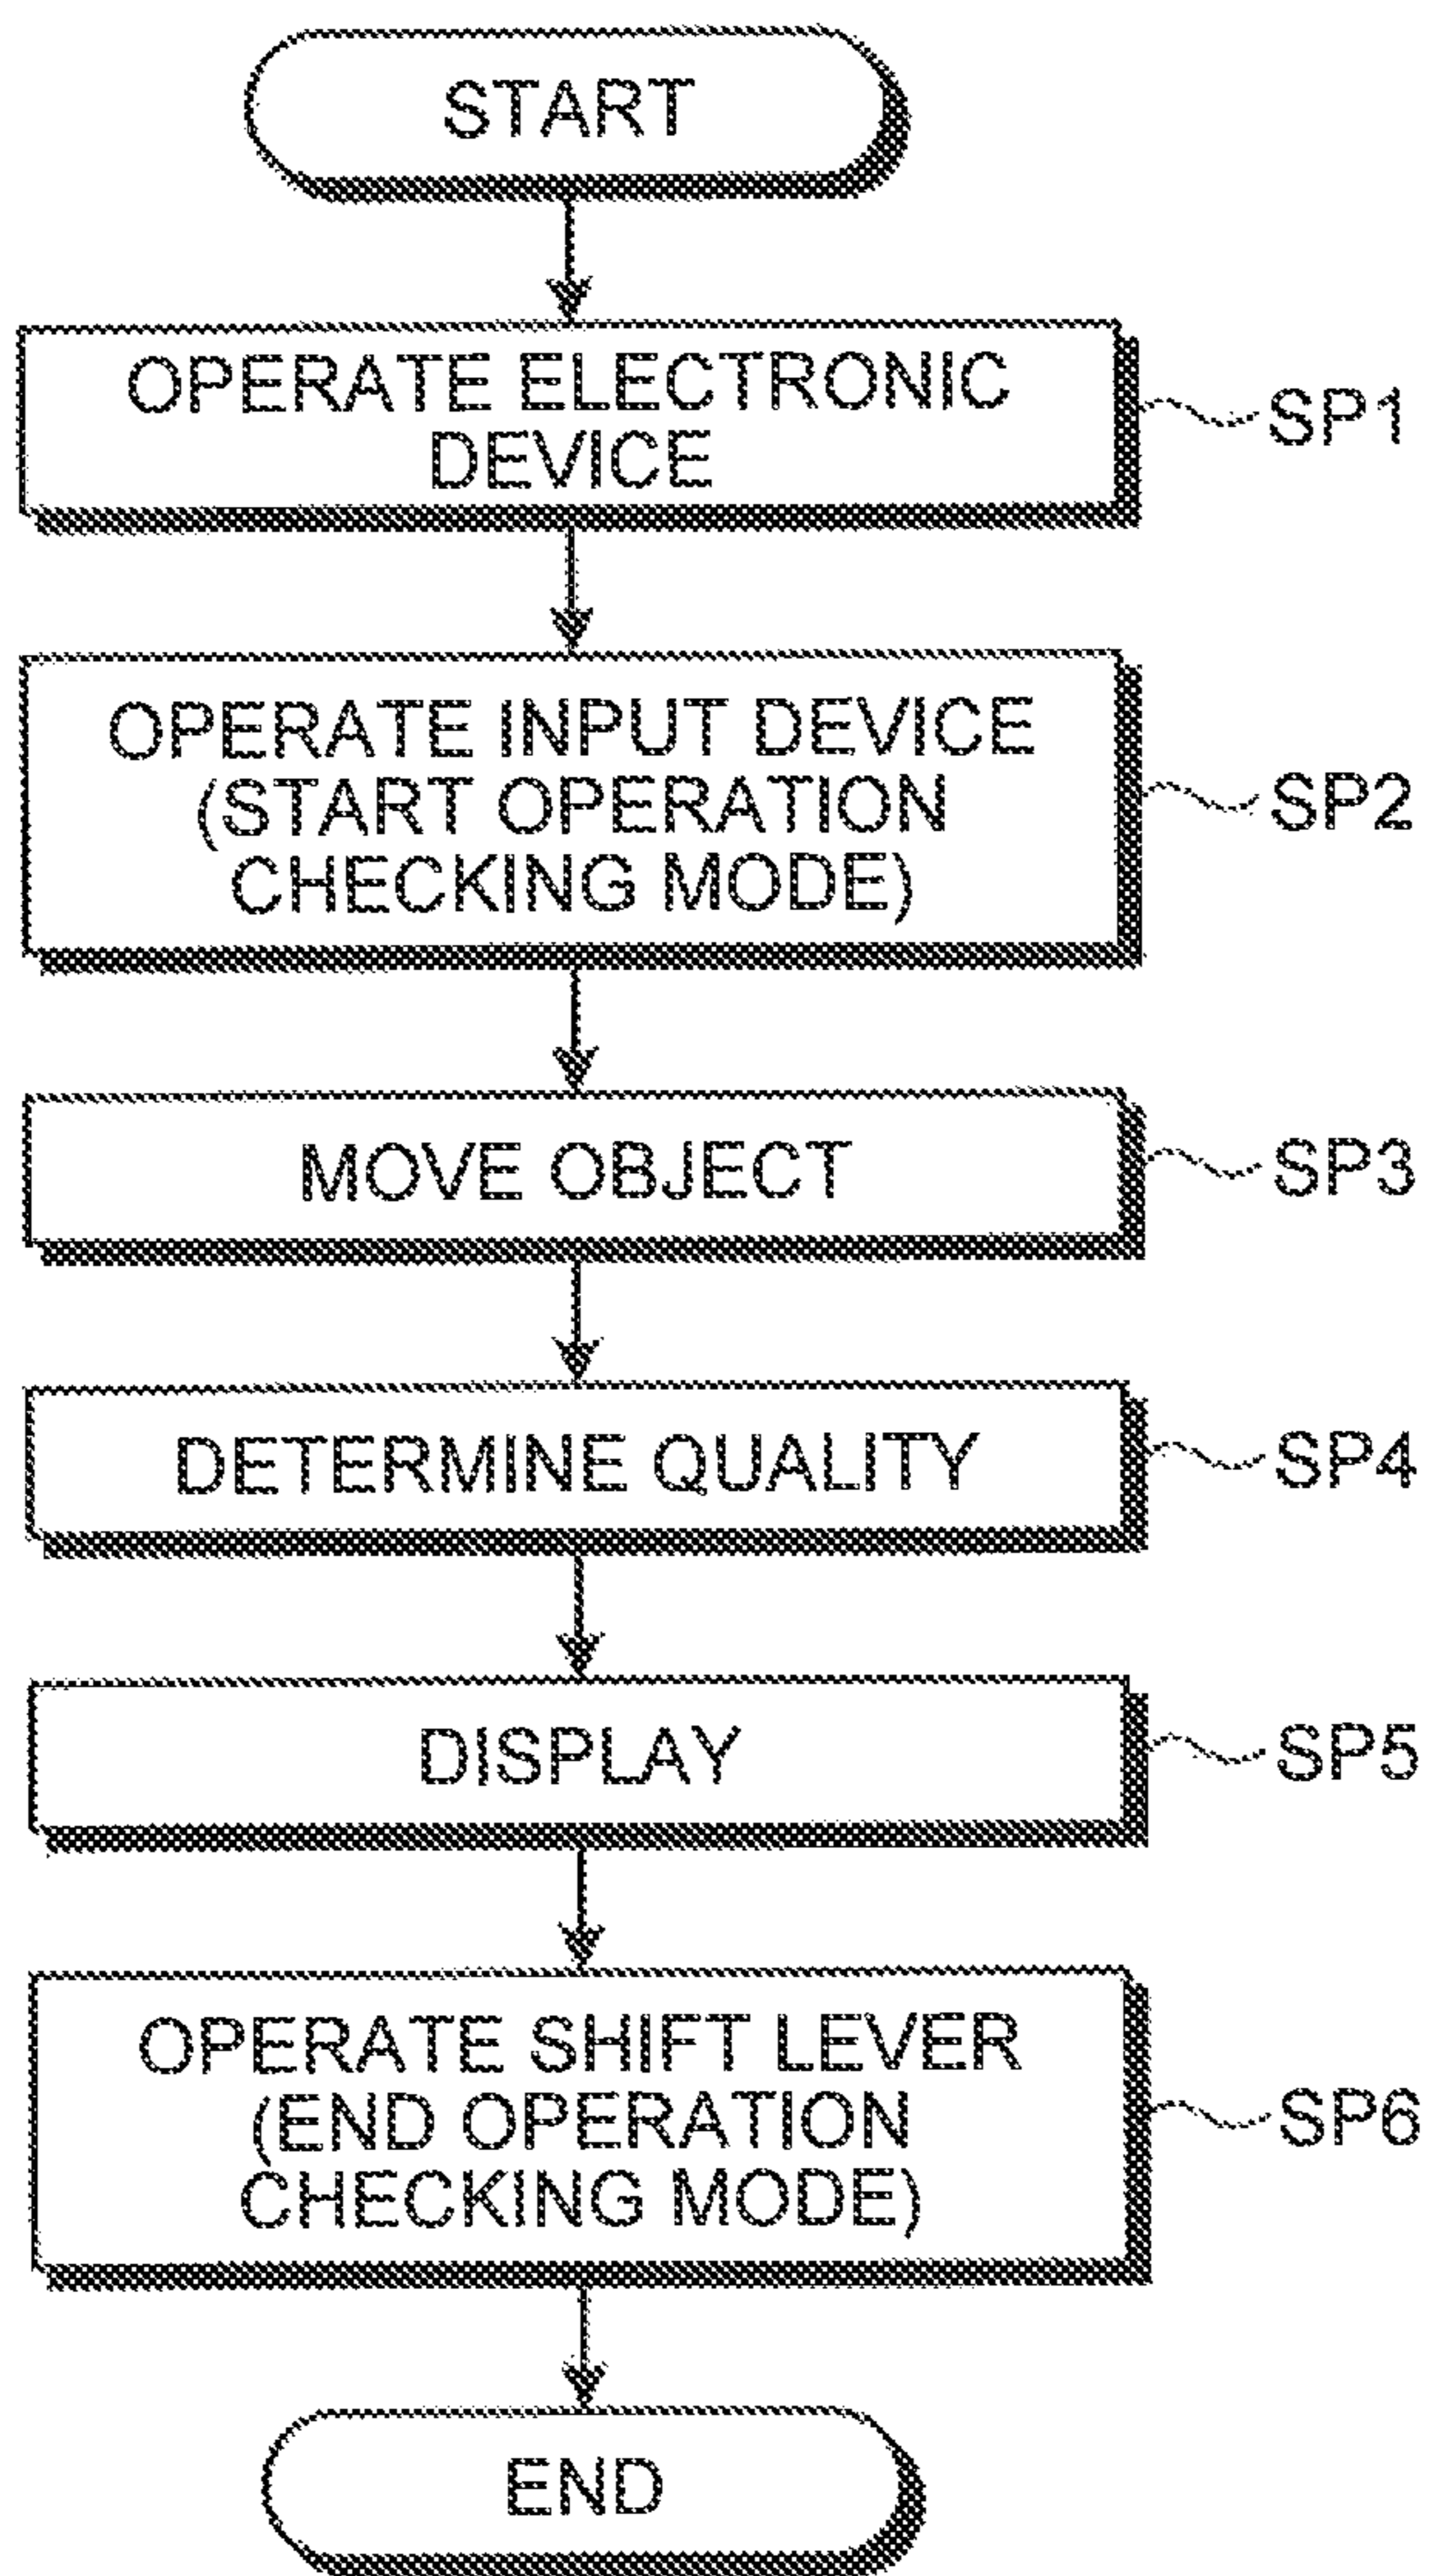 START
OPERATE ELECTRONIC
DEVICE
SP1
OPERATE INPUT DEVICE
(START OPERATION
CHECKING MODE)
SP2
MOVE OBJECT
SP3
DETERMINE QUALITY
SP4
DISPLAY
SP5
OPERATE SHIFT LEVER
(END OPERATION
CHECKING MODE)
SP6
END